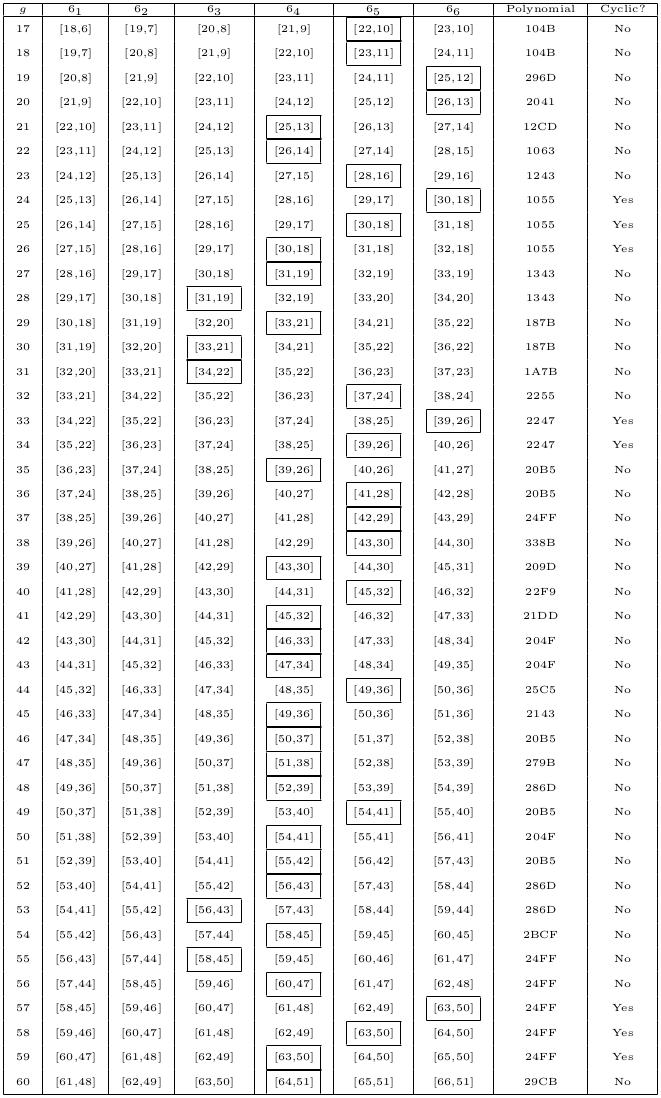 g 6₁ 6₂ 6₃ 6₄ 6₅ 6₆ Polynomial Cyclic?
17 [18,6] [19,7] [20,8] [21,9] [22,10] [23,10] 104B No
18 [19,7] [20,8] [21,9] [22,10] [23,11] [24,11] 104B No
19 [20,8] [21,9] [22,10] [23,11] [24,11] [25,12] 296D No
20 [21,9] [22,10] [23,11] [24,12] [25,12] [26,13] 2041 No
21 [22,10] [23,11] [24,12] [25,13] [26,13] [27,14] 12CD No
22 [23,11] [24,12] [25,13] [26,14] [27,14] [28,15] 1063 No
23 [24,12] [25,13] [26,14] [27,15] [28,16] [29,16] 1243 No
24 [25,13] [26,14] [27,15] [28,16] [29,17] [30,18] 1055 Yes
25 [26,14] [27,15] [28,16] [29,17] [30,18] [31,18] 1055 Yes
26 [27,15] [28,16] [29,17] [30,18] [31,18] [32,18] 1055 Yes
27 [28,16] [29,17] [30,18] [31,19] [32,19] [33,19] 1343 No
28 [29,17] [30,18] [31,19] [32,19] [33,20] [34,20] 1343 No
29 [30,18] [31,19] [32,20] [33,21] [34,21] [35,22] 187B No
30 [31,19] [32,20] [33,21] [34,21] [35,22] [36,22] 187B No
31 [32,20] [33,21] [34,22] [35,22] [36,23] [37,23] 1A7B No
32 [33,21] [34,22] [35,22] [36,23] [37,24] [38,24] 2255 No
33 [34,22] [35,22] [36,23] [37,24] [38,25] [39,26] 2247 Yes
34 [35,22] [36,23] [37,24] [38,25] [39,26] [40,26] 2247 Yes
35 [36,23] [37,24] [38,25] [39,26] [40,26] [41,27] 20B5 No
36 [37,24] [38,25] [39,26] [40,27] [41,28] [42,28] 20B5 No
37 [38,25] [39,26] [40,27] [41,28] [42,29] [43,29] 24FF No
38 [39,26] [40,27] [41,28] [42,29] [43,30] [44,30] 338B No
39 [40,27] [41,28] [42,29] [43,30] [44,30] [45,31] 209D No
40 [41,28] [42,29] [43,30] [44,31] [45,32] [46,32] 22F9 No
41 [42,29] [43,30] [44,31] [45,32] [46,32] [47,33] 21DD No
42 [43,30] [44,31] [45,32] [46,33] [47,33] [48,34] 204F No
43 [44,31] [45,32] [46,33] [47,34] [48,34] [49,35] 204F No
44 [45,32] [46,33] [47,34] [48,35] [49,36] [50,36] 25C5 No
45 [46,33] [47,34] [48,35] [49,36] [50,36] [51,36] 2143 No
46 [47,34] [48,35] [49,36] [50,37] [51,37] [52,38] 20B5 No
47 [48,35] [49,36] [50,37] [51,38] [52,38] [53,39] 279B No
48 [49,36] [50,37] [51,38] [52,39] [53,39] [54,39] 286D No
49 [50,37] [51,38] [52,39] [53,40] [54,41] [55,40] 20B5 No
50 [51,38] [52,39] [53,40] [54,41] [55,41] [56,41] 204F No
51 [52,39] [53,40] [54,41] [55,42] [56,42] [57,43] 20B5 No
52 [53,40] [54,41] [55,42] [56,43] [57,43] [58,44] 286D No
53 [54,41] [55,42] [56,43] [57,43] [58,44] [59,44] 286D No
54 [55,42] [56,43] [57,44] [58,45] [59,45] [60,45] 2BCF No
55 [56,43] [57,44] [58,45] [59,45] [60,46] [61,47] 24FF No
56 [57,44] [58,45] [59,46] [60,47] [61,47] [62,48] 24FF No
57 [58,45] [59,46] [60,47] [61,48] [62,49] [63,50] 24FF Yes
58 [59,46] [60,47] [61,48] [62,49] [63,50] [64,50] 24FF Yes
59 [60,47] [61,48] [62,49] [63,50] [64,50] [65,50] 24FF Yes
60 [61,48] [62,49] [63,50] [64,51] [65,51] [66,51] 29CB No